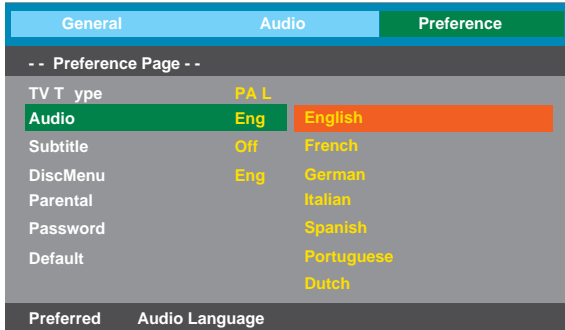 General Audio Preference
- - Preference Page - -
TV T ype PA L
Audio Eng English
Subtitle Off French
DiscMenu Eng German
Parental Italian
Password Spanish
Default Portuguese
Dutch
Preferred Audio Language